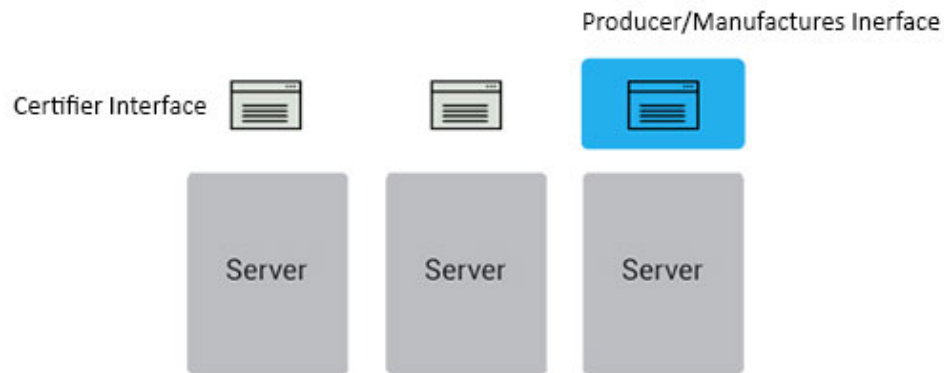 Producer/Manufactures Inerface
Certifier Interface
Server
Server
Server